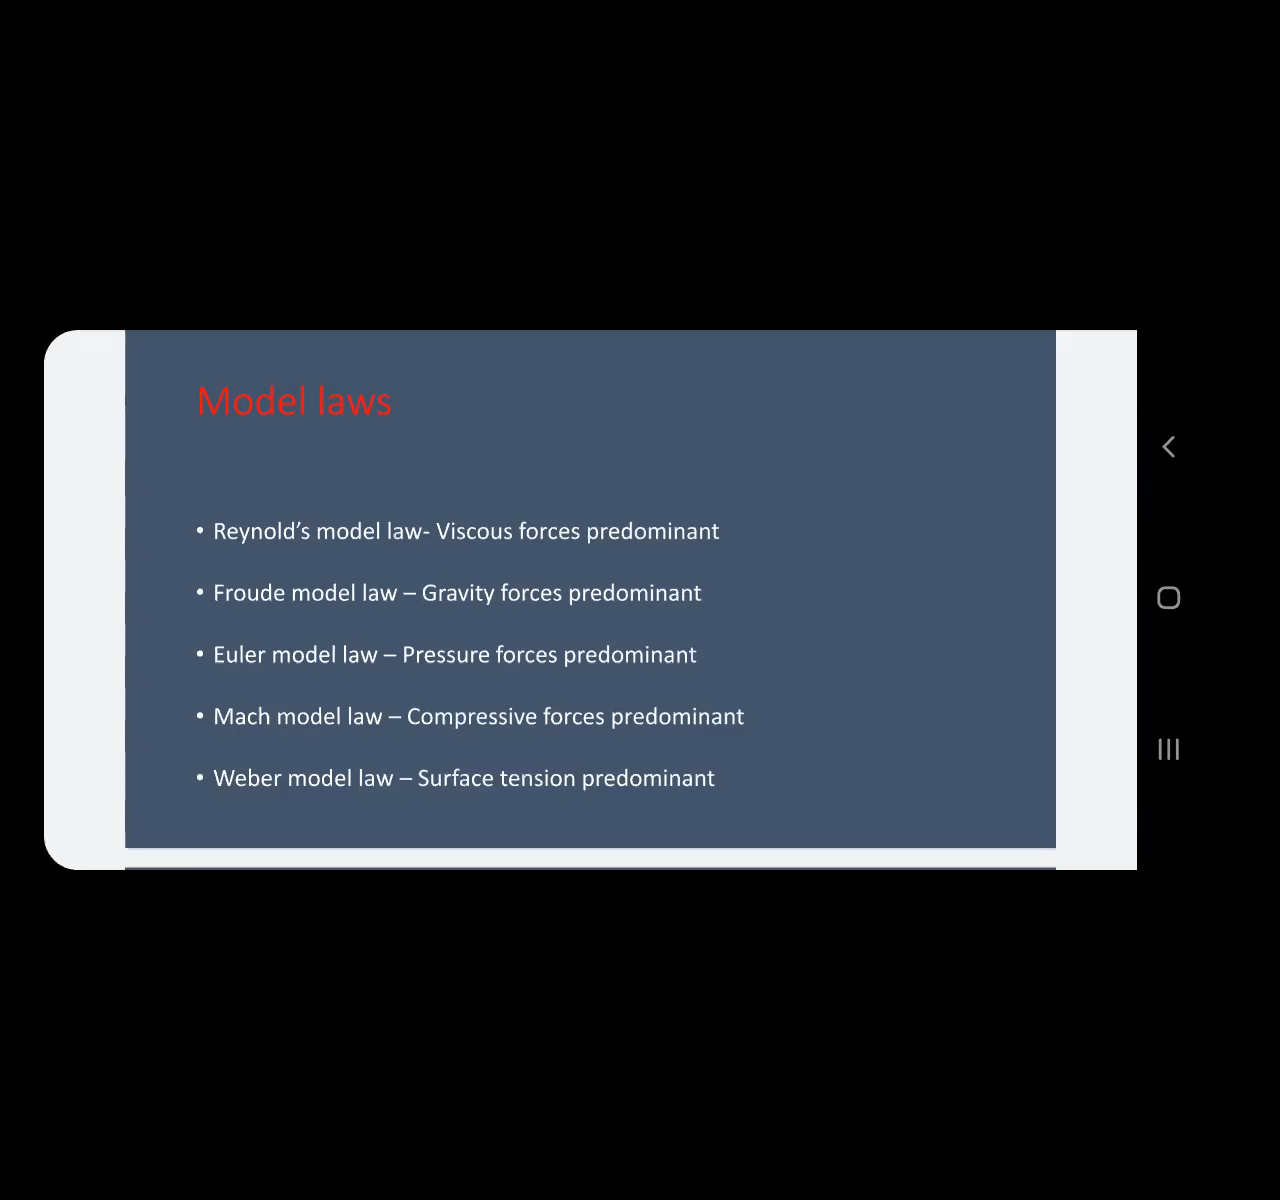 Model laws
• Reynold’s model law- Viscous forces predominant
• Froude model law – Gravity forces predominant
• Euler model law – Pressure forces predominant
• Mach model law – Compressive forces predominant
• Weber model law – Surface tension predominant